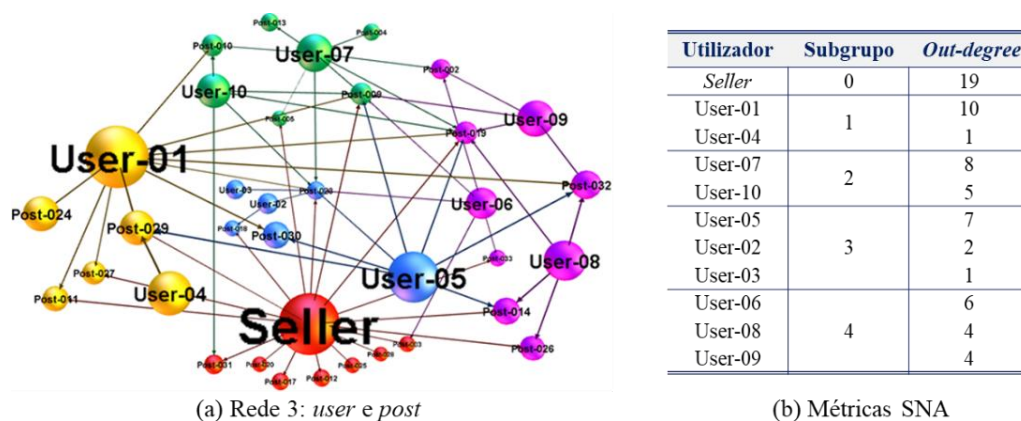 Post-013
Post-004
Post-010
User-07
Post-002
User-10
Post-009
User-09
Post-005
Post-019
User-01
Post-032
User-03
Post-020
User-06
Post-024
User-02
Post-029
Post-018
Post-030
User-08
Post-033
User-05
Post-027
User-04
Post-011
Seller
Post-014
Post-003
Post-026
Post-028
Post-031
Post-025
Post-017
Post-012
(a) Rede 3: user e post
Utilizador Subgrupo Out-degree
Seller 0 19
User-01 1 10
User-04 1
User-07 2 8
User-10 5
User-05 3 7
User-02 2
User-03 1
User-06 4 6
User-08 4
User-09 4
(b) Métricas SNA